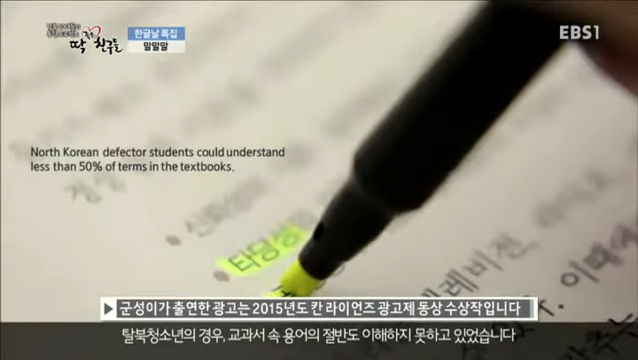 딱 좋은 친구들
한글날 특집
말말말
EBS1
North Korean defector students could understand
less than 50% of terms in the textbooks.
타당성
군성이가 출연한 광고는 2015년도 칸 라이언즈 광고제 동상 수상작입니다
탈북청소년의 경우, 교과서 속 용어의 절반도 이해하지 못하고 있었습니다